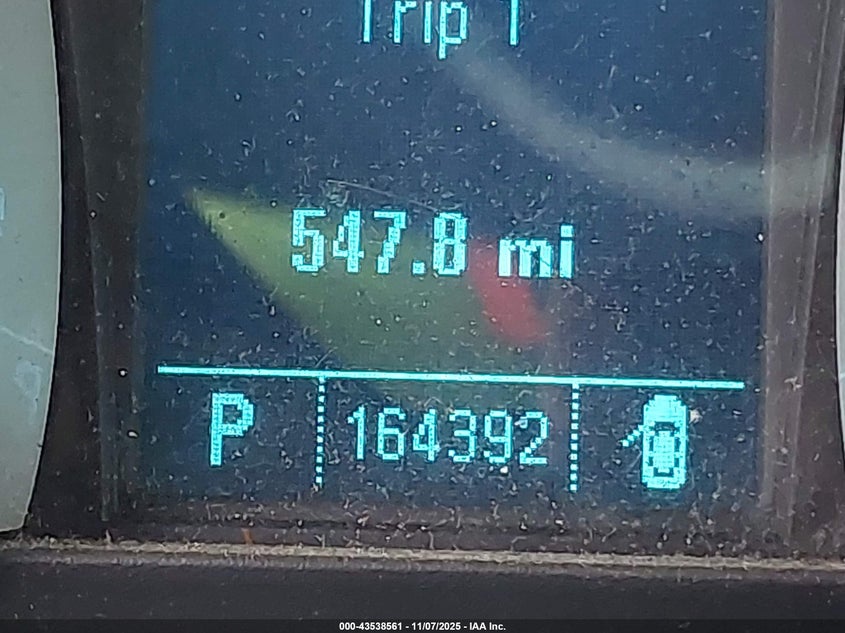 Trip 1
547.8 mi
P 164392
000-43538561 - 11/07/2025 - IAA Inc.